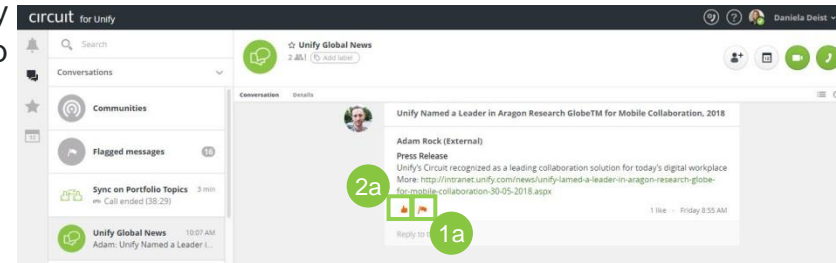 y
o
CIRCUIT for Unify
Daniela Deist
Search
Conversations
Communities
Flagged messages 16
Sync on Portfolio Topics 3 min
Call ended (38:29)
Unify Global News 10:07 AM
Adam: Unify Named a Leader (...
Unify Global News
2 Add label
Conversation Details
Unify Named a Leader in Aragon Research GlobeTM for Mobile Collaboration, 2018
Adam Rock (External)
Press Release
Unify's Circuit recognized as a leading collaboration solution for today's digital workplace
More: http://intranet.unify.com/news/unify-lamed-a-leader-in-aragon-research-globe-
for-mobile-collaboration-30-05-2018.aspx
2a
1 like - Friday 8:55 AM
Reply to
1a